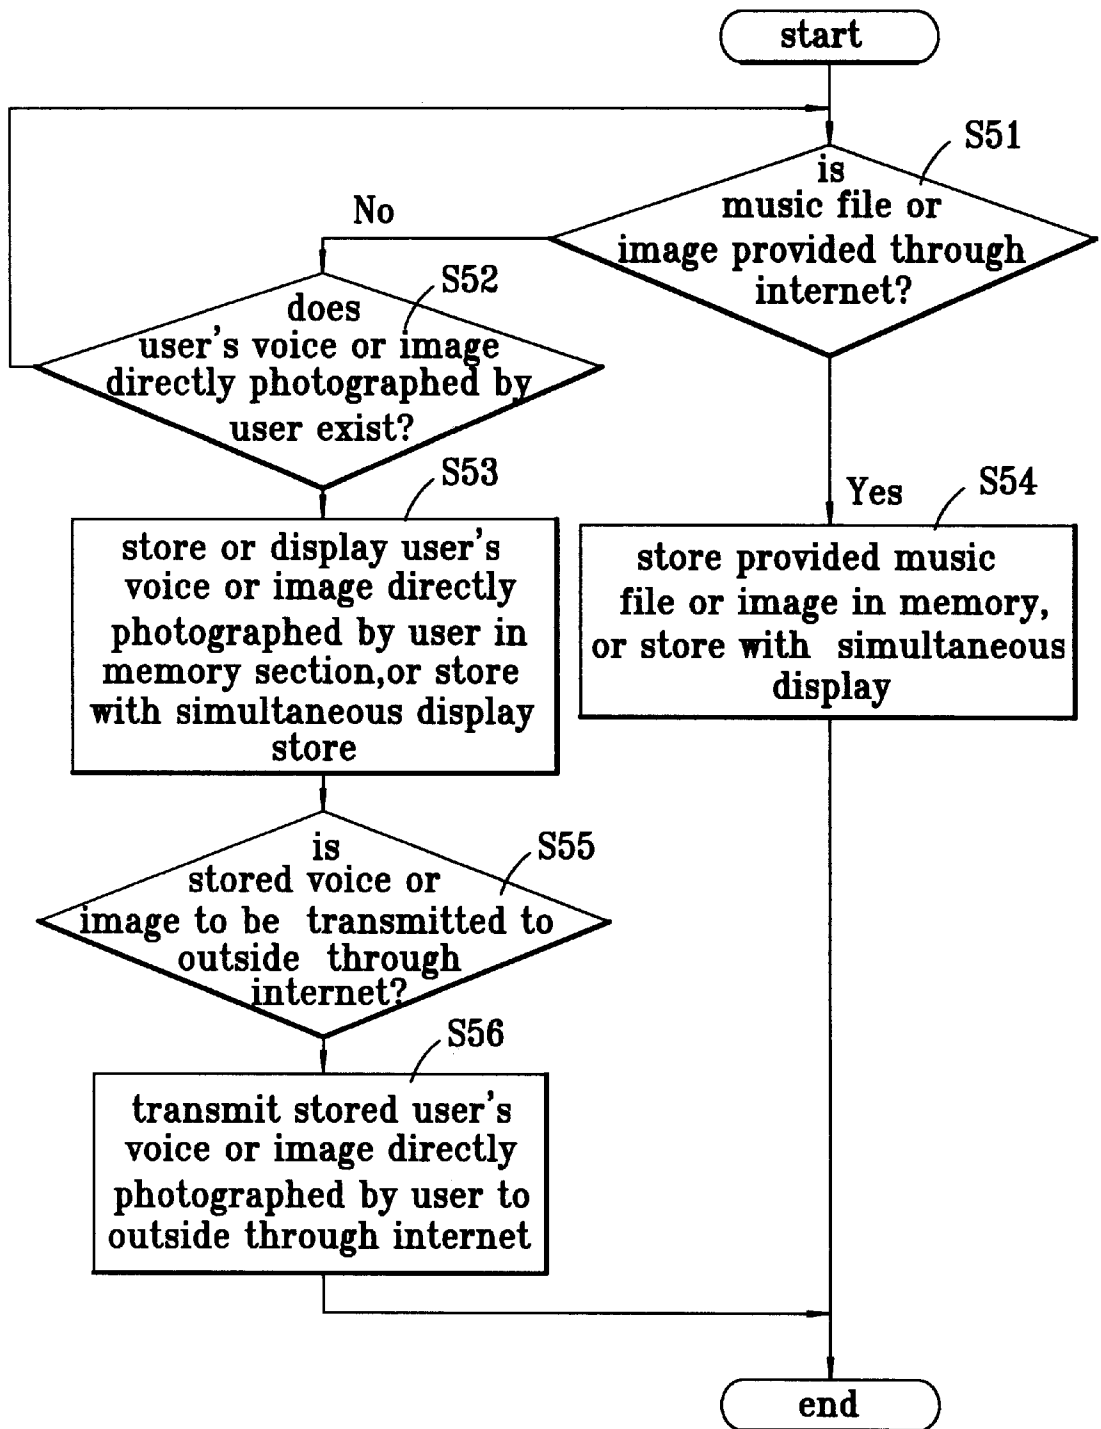 start
S51
is
music file or
image provided through
internet?
No
S52
does
user's voice or image
directly photographed by
user exist?
S53
store or display user's
voice or image directly
photographed by user in
memory section,or store
with simultaneous display
store
Yes
S54
store provided music
file or image in memory,
or store with simultaneous
display
S55
is
stored voice or
image to be transmitted to
outside through
internet?
S56
transmit stored user's
voice or image directly
photographed by user to
outside through internet
end